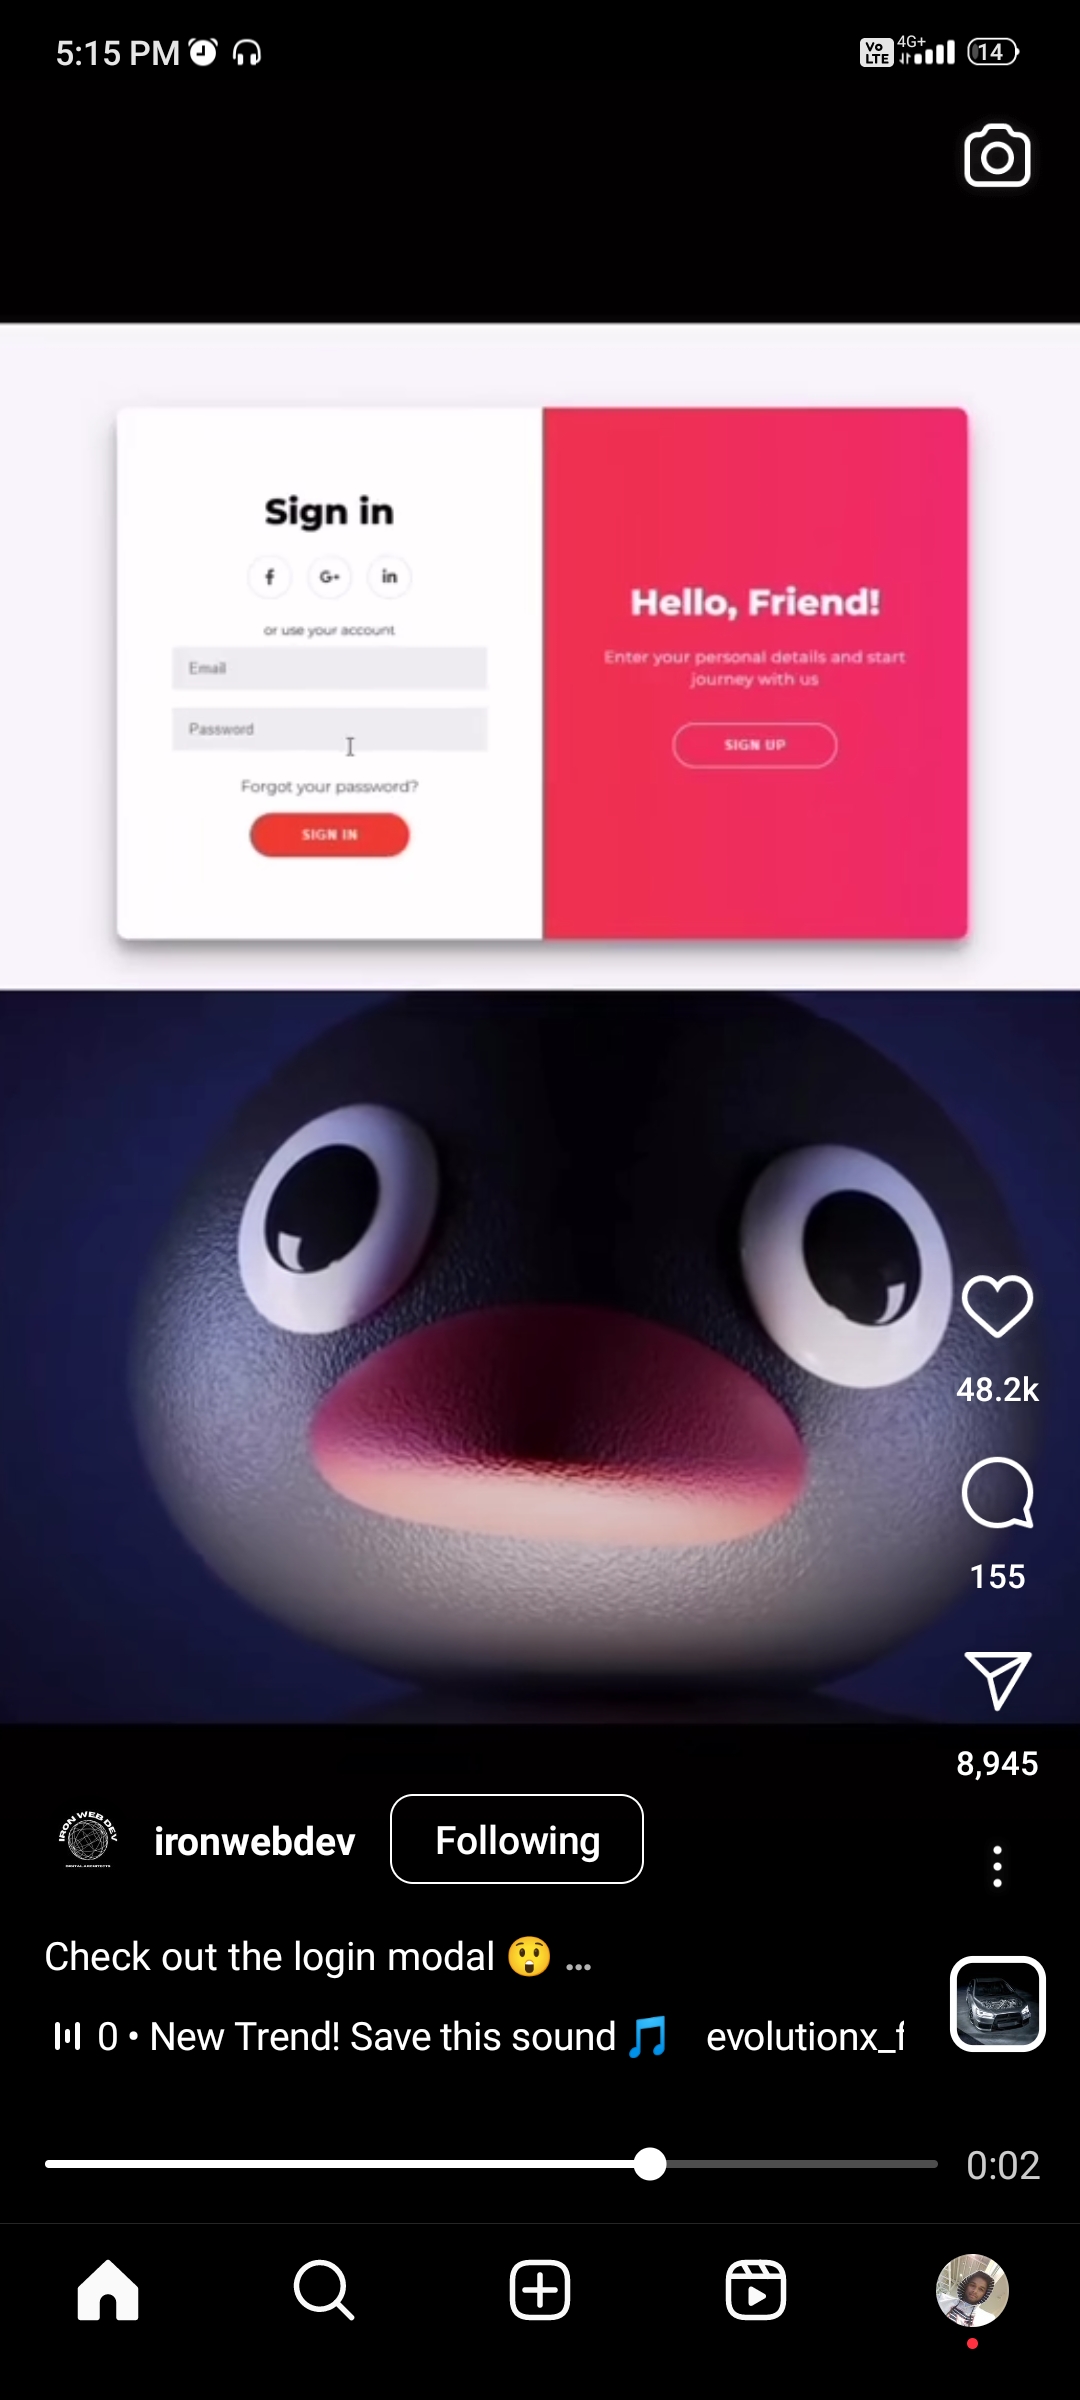 5:15 PM
Vo LTE 4G+ 14
Sign in
f G+ in
or use your account
Email
Password
Forgot your password?
SIGN IN
Hello, Friend!
Enter your personal details and start
journey with us
SIGN UP
48.2k
155
8,945
IRON WEB DEV
ironwebdev Following
Check out the login modal 😲 ...
0 • New Trend! Save this sound 🎵 evolutionx_f
0:02